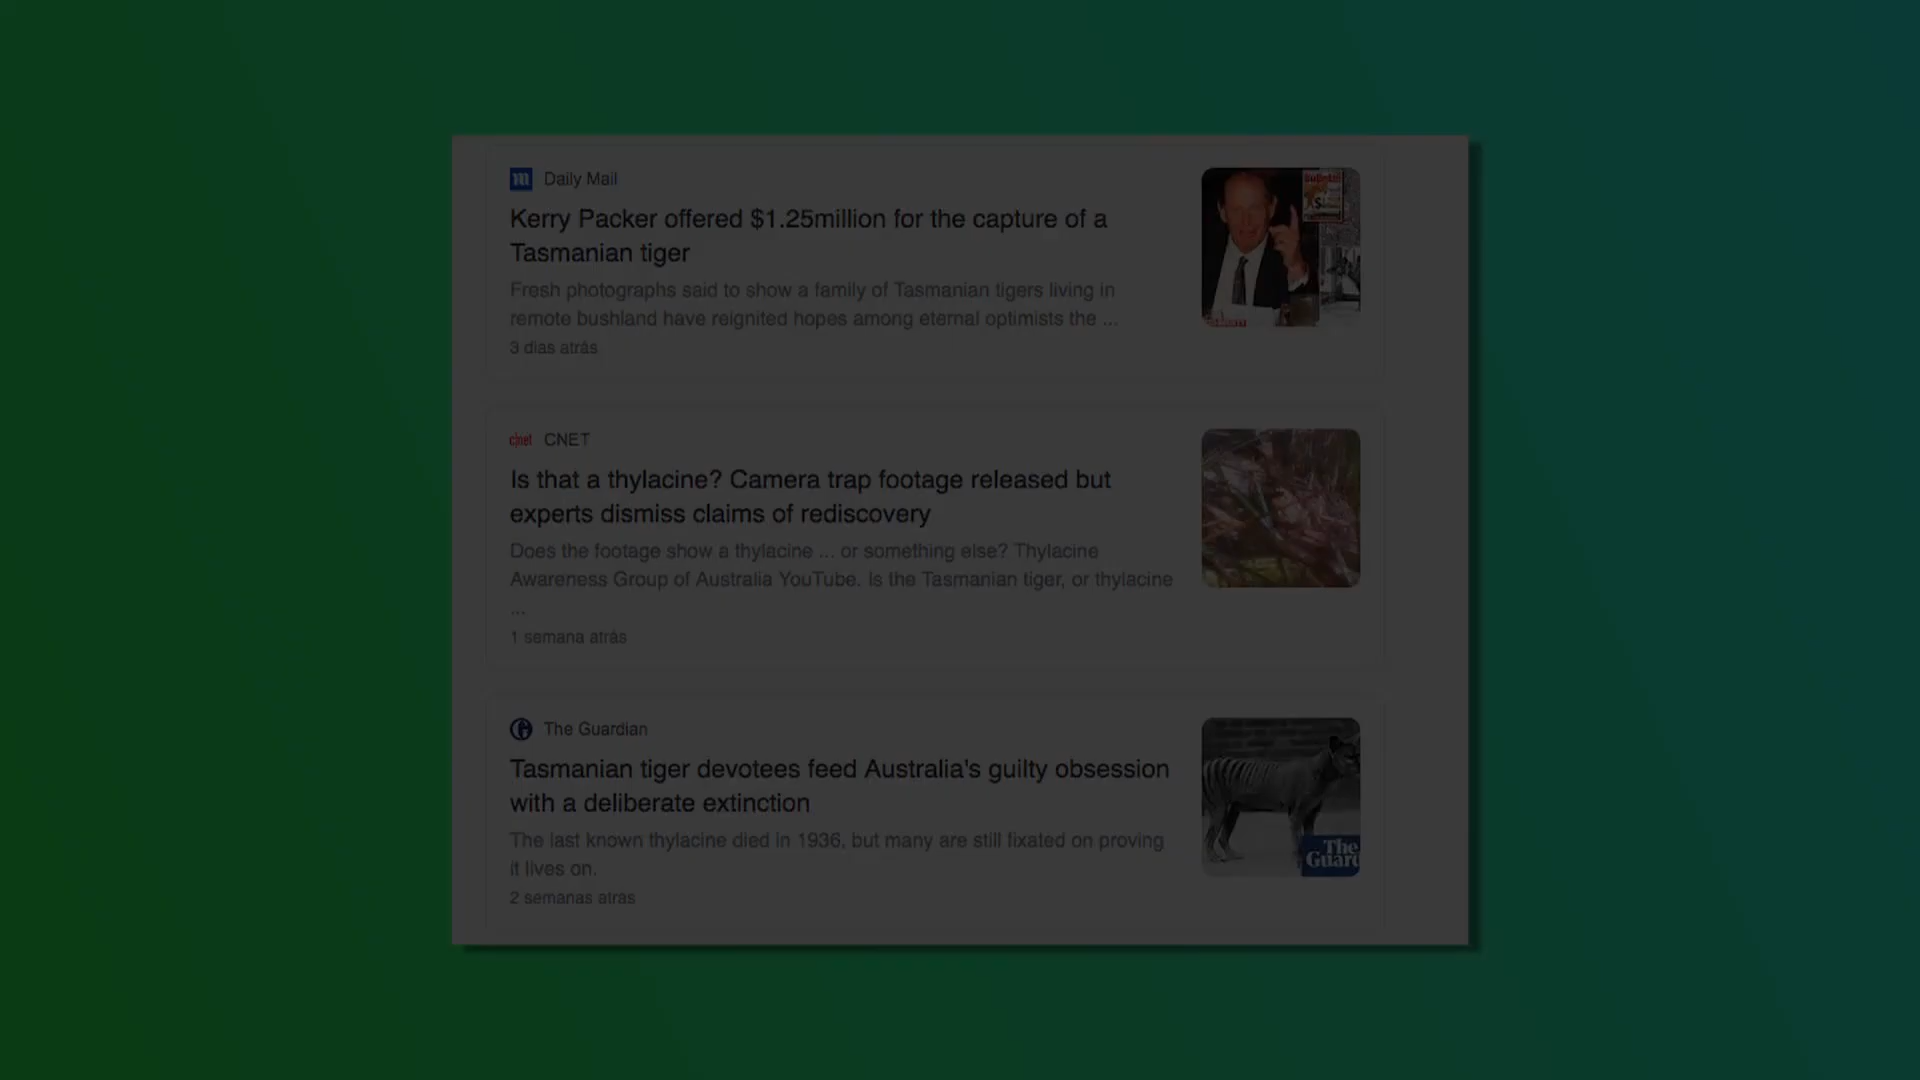 m Daily Mail
Kerry Packer offered $1.25million for the capture of a
Tasmanian tiger
Fresh photographs said to show a family of Tasmanian tigers living in
remote bushland have reignited hopes among eternal optimists the ...
3 dias atrás
c|net CNET
Is that a thylacine? Camera trap footage released but
experts dismiss claims of rediscovery
Does the footage show a thylacine ... or something else? Thylacine
Awareness Group of Australia YouTube. Is the Tasmanian tiger, or thylacine
...
1 semana atrás
The Guardian
Tasmanian tiger devotees feed Australia's guilty obsession
with a deliberate extinction
The last known thylacine died in 1936, but many are still fixated on proving
it lives on.
2 semanas atrás
The
Guard